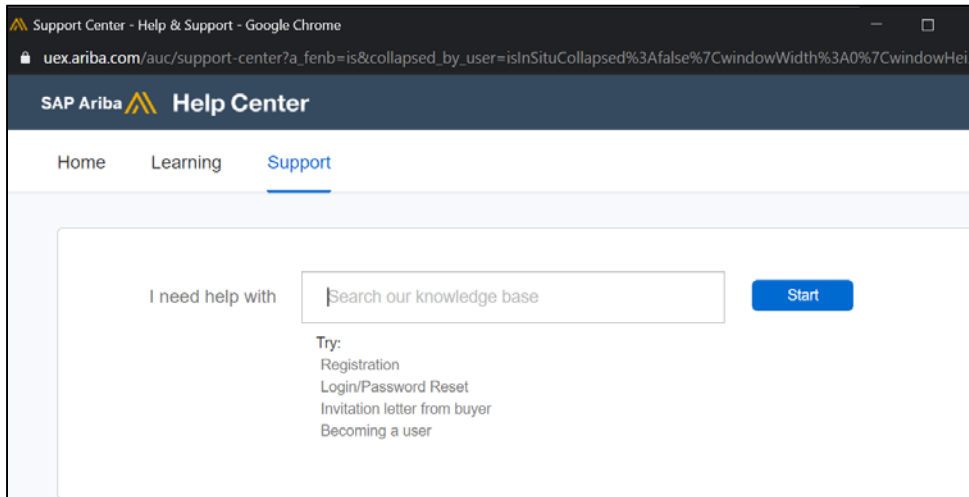 Support Center - Help & Support - Google Chrome
uex.ariba.com/auc/support-center?a_fenb=is&collapsed_by_user=isInSituCollapsed%3Afalse%7CwindowWidth%3A0%7CwindowHei
SAP Ariba Help Center
Home Learning Support
I need help with Search our knowledge base Start
Try:
Registration
Login/Password Reset
Invitation letter from buyer
Becoming a user